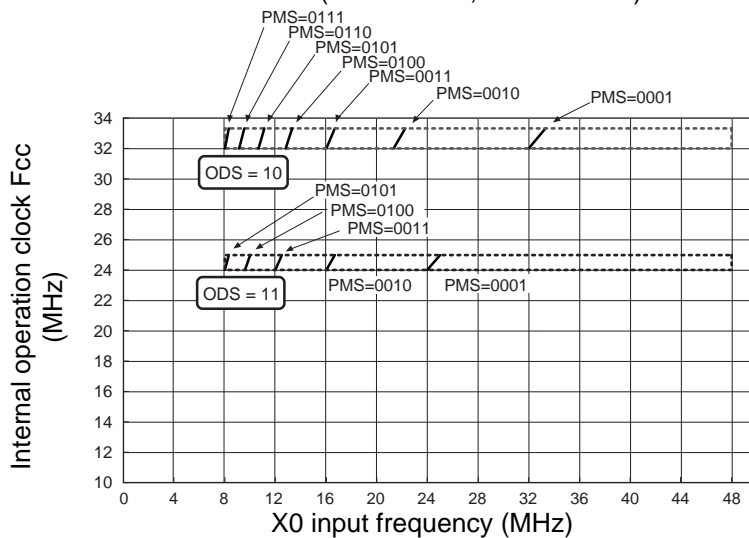 PMS=0111
PMS=0110
PMS=0101
PMS=0100
PMS=0011
PMS=0010
PMS=0001
34
32
30
28
26
24
22
20
18
16
14
12
10
ODS = 10
PMS=0101
PMS=0100
PMS=0011
ODS = 11
PMS=0010
PMS=0001
Internal operation clock Fcc
(MHz)
0 4 8 12 16 20 24 28 32 36 40 44 48
X0 input frequency (MHz)